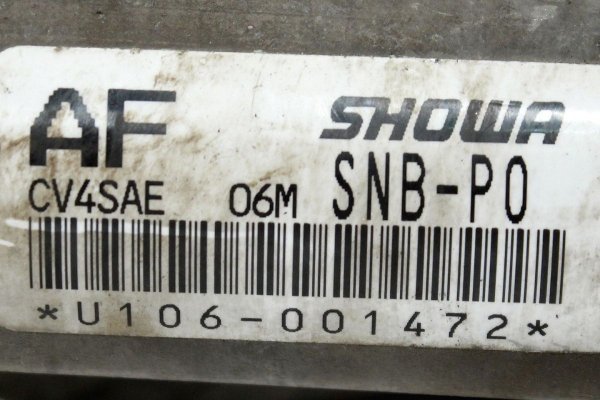 AF SHOWA
CV4SAE 06M SNB-P0
*U106-001472*